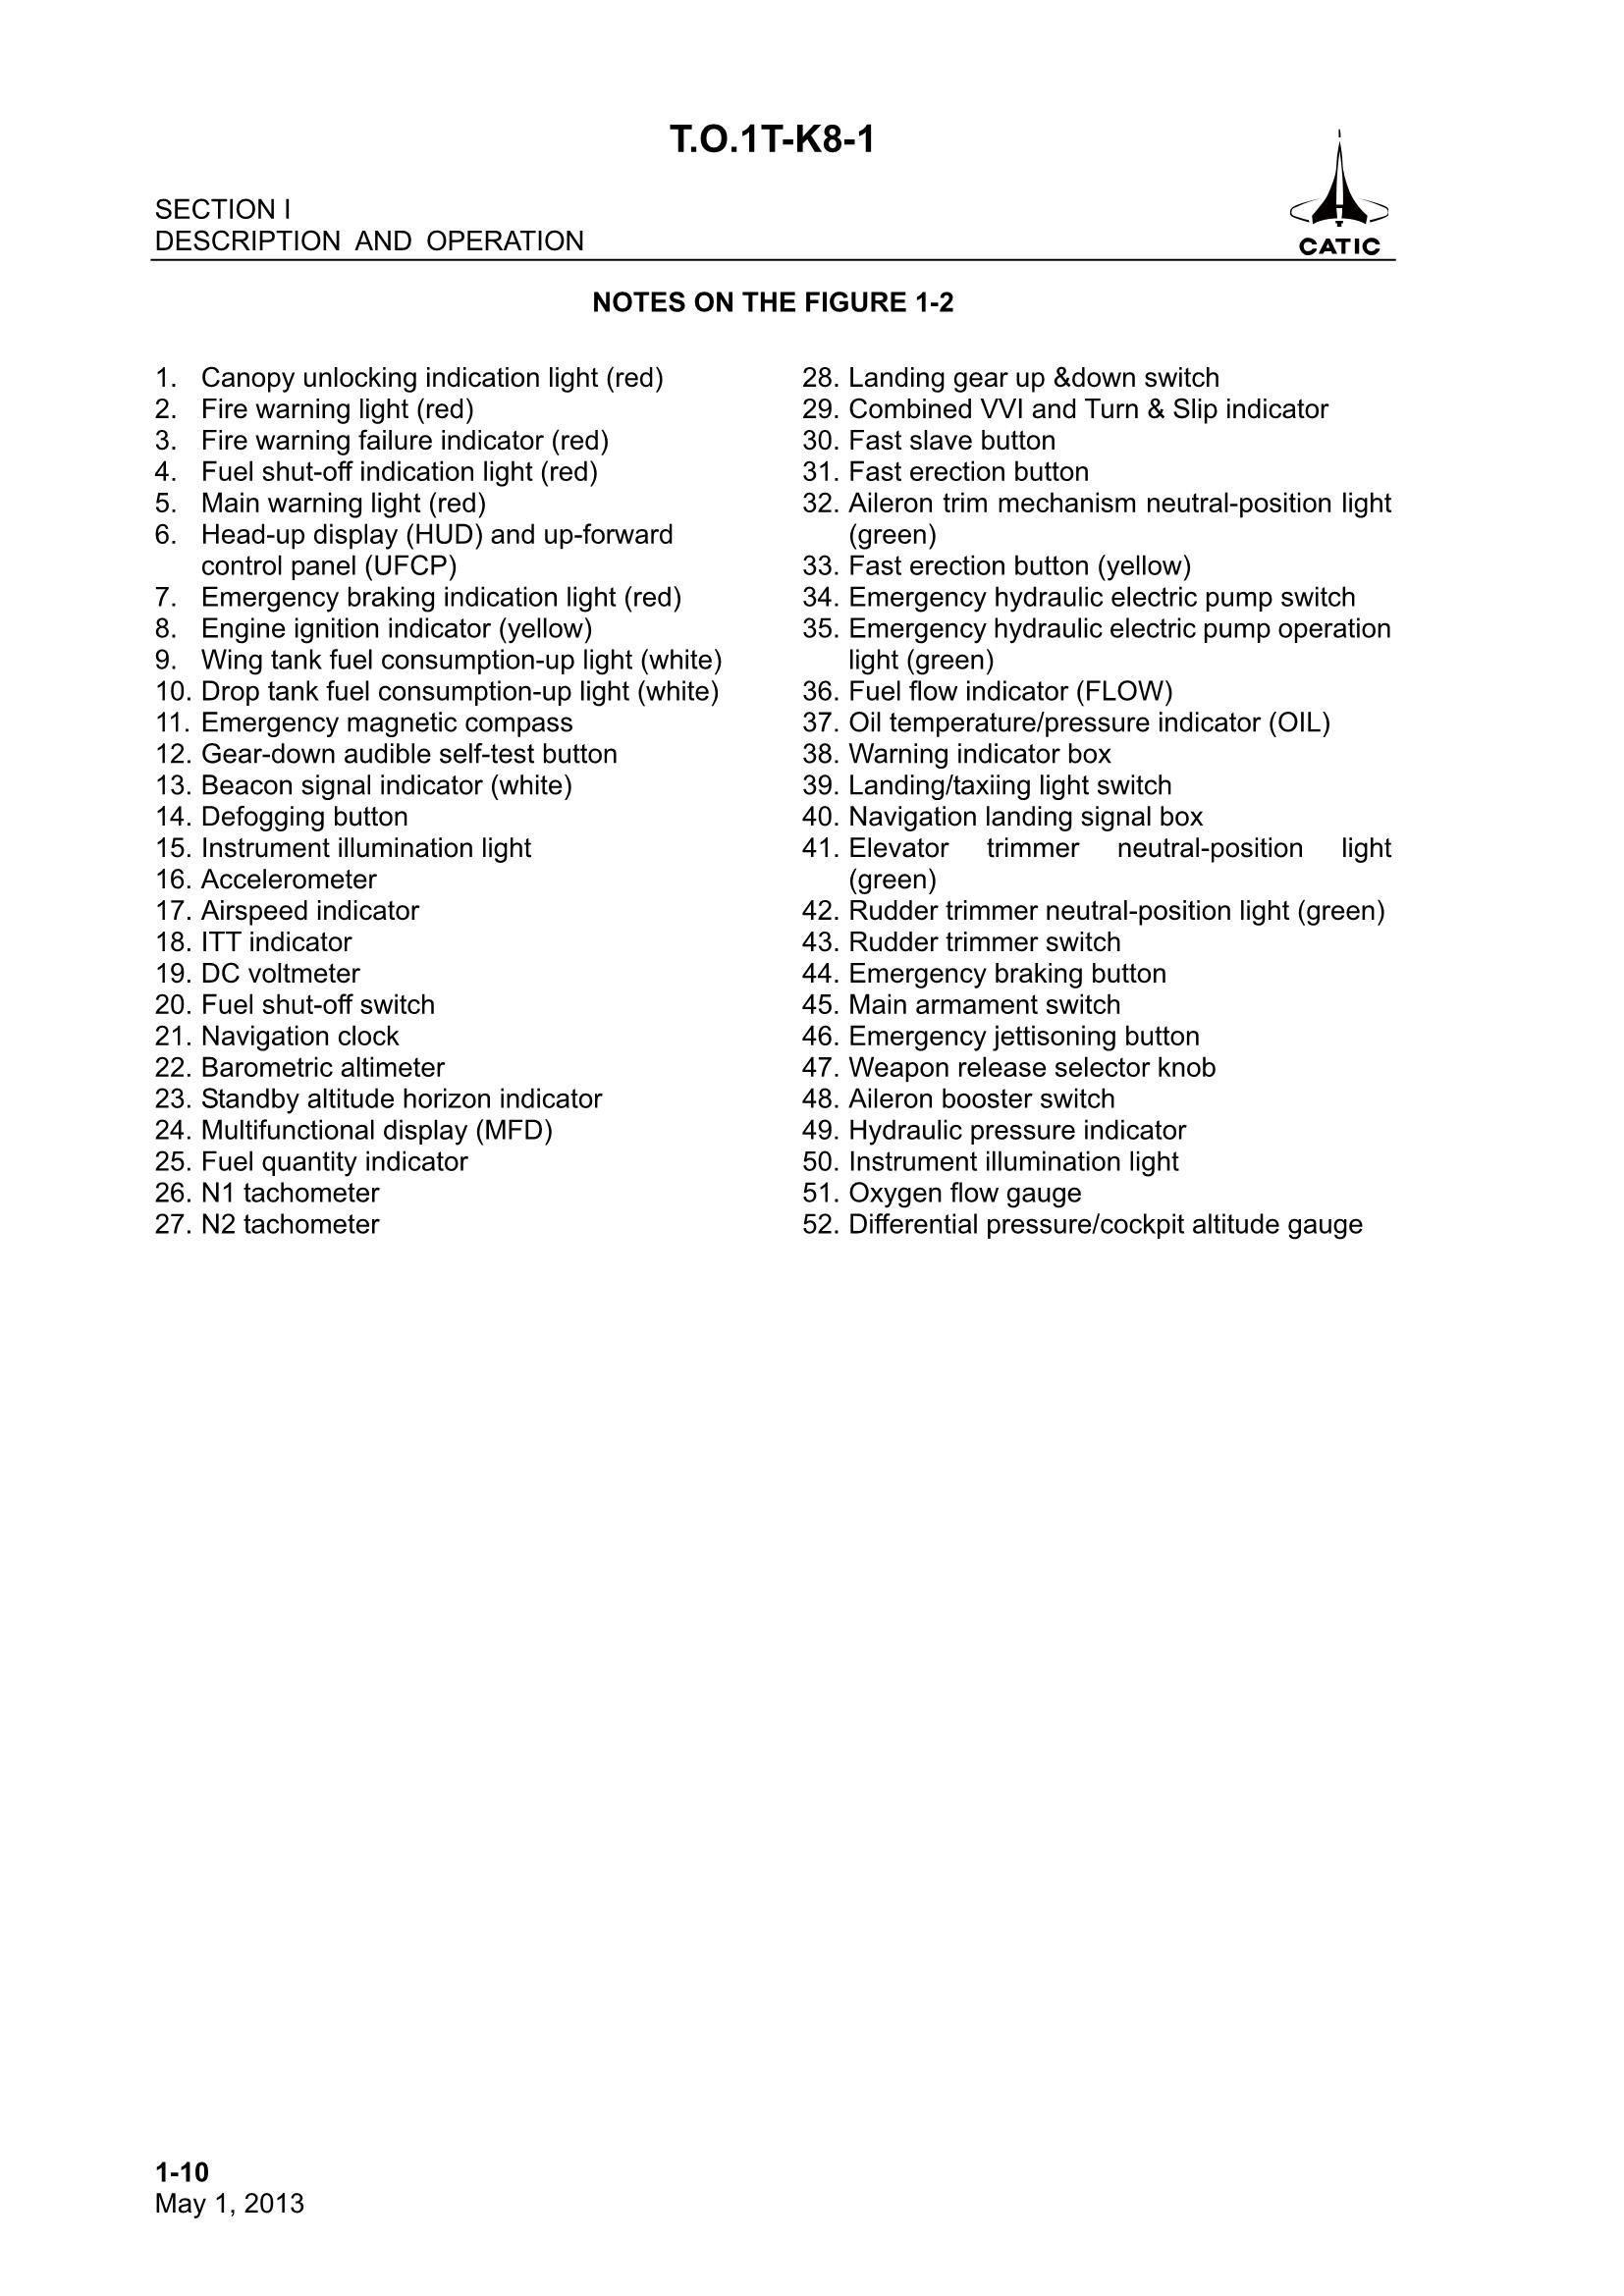 T.O.1T-K8-1
SECTION I
DESCRIPTION AND OPERATION
CATIC
NOTES ON THE FIGURE 1-2
1. Canopy unlocking indication light (red)
2. Fire warning light (red)
3. Fire warning failure indicator (red)
4. Fuel shut-off indication light (red)
5. Main warning light (red)
6. Head-up display (HUD) and up-forward
control panel (UFCP)
7. Emergency braking indication light (red)
8. Engine ignition indicator (yellow)
9. Wing tank fuel consumption-up light (white)
10. Drop tank fuel consumption-up light (white)
11. Emergency magnetic compass
12. Gear-down audible self-test button
13. Beacon signal indicator (white)
14. Defogging button
15. Instrument illumination light
16. Accelerometer
17. Airspeed indicator
18. ITT indicator
19. DC voltmeter
20. Fuel shut-off switch
21. Navigation clock
22. Barometric altimeter
23. Standby altitude horizon indicator
24. Multifunctional display (MFD)
25. Fuel quantity indicator
26. N1 tachometer
27. N2 tachometer
28. Landing gear up &down switch
29. Combined VVI and Turn & Slip indicator
30. Fast slave button
31. Fast erection button
32. Aileron trim mechanism neutral-position light
(green)
33. Fast erection button (yellow)
34. Emergency hydraulic electric pump switch
35. Emergency hydraulic electric pump operation
light (green)
36. Fuel flow indicator (FLOW)
37. Oil temperature/pressure indicator (OIL)
38. Warning indicator box
39. Landing/taxiing light switch
40. Navigation landing signal box
41. Elevator trimmer neutral-position light
(green)
42. Rudder trimmer neutral-position light (green)
43. Rudder trimmer switch
44. Emergency braking button
45. Main armament switch
46. Emergency jettisoning button
47. Weapon release selector knob
48. Aileron booster switch
49. Hydraulic pressure indicator
50. Instrument illumination light
51. Oxygen flow gauge
52. Differential pressure/cockpit altitude gauge
1-10
May 1, 2013